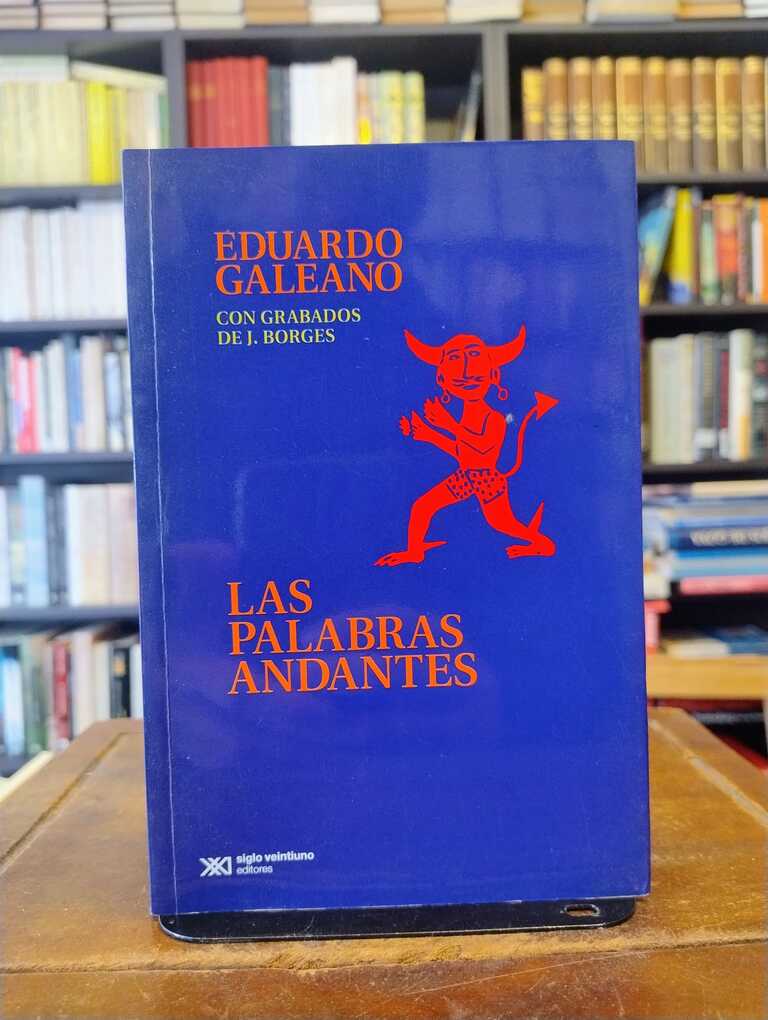 EDUARDO
GALEANO
CON GRABADOS
DE J. BORGES
LAS
PALABRAS
ANDANTES
siglo veintiuno
editores